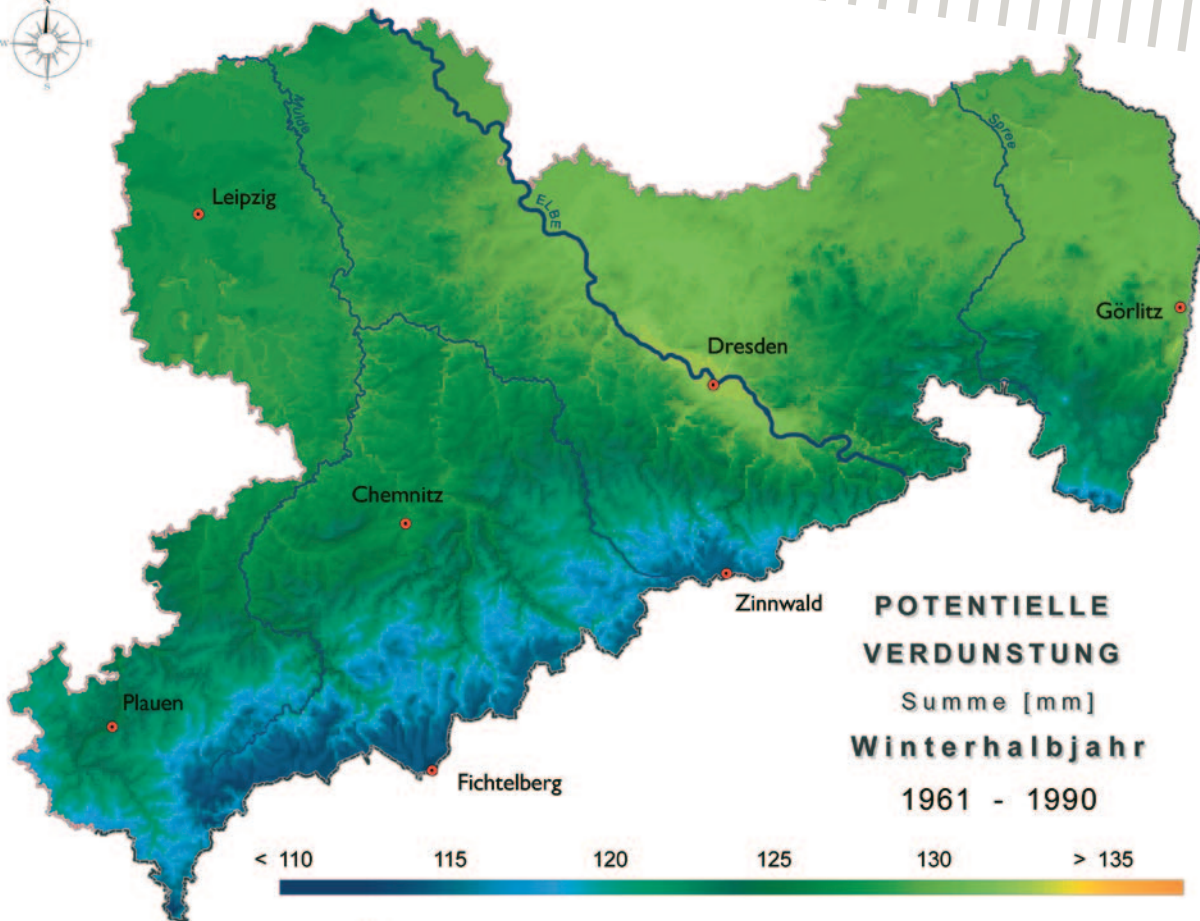 N
W E
S
Mulde
Spree
Leipzig
ELBE
Görlitz
Dresden
Chemnitz
Zinnwald
POTENTIELLE
VERDUNSTUNG
Summe [mm]
Winterhalbjahr
1961 - 1990
Plauen
Fichtelberg
< 110 115 120 125 130 > 135